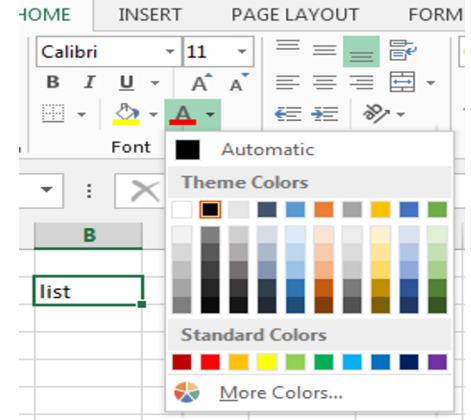 HOME INSERT PAGE LAYOUT FORM
Calibri 11
B I U A A
A
Font
Automatic
Theme Colors
B
list
Standard Colors
More Colors...